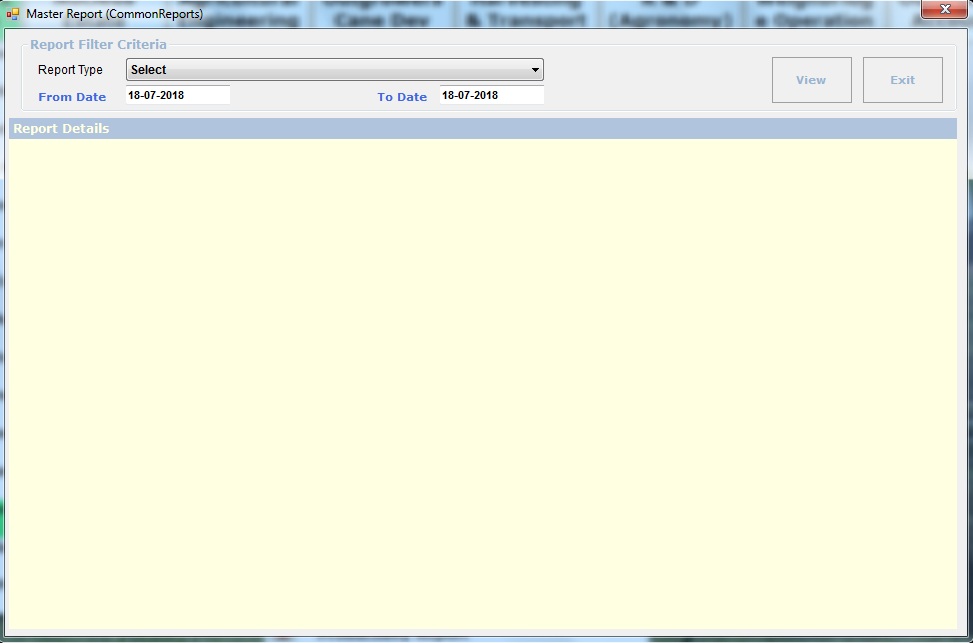 Master Report (CommonReports)
Report Filter Criteria
Report Type Select
From Date 18-07-2018 To Date 18-07-2018
View Exit
Report Details